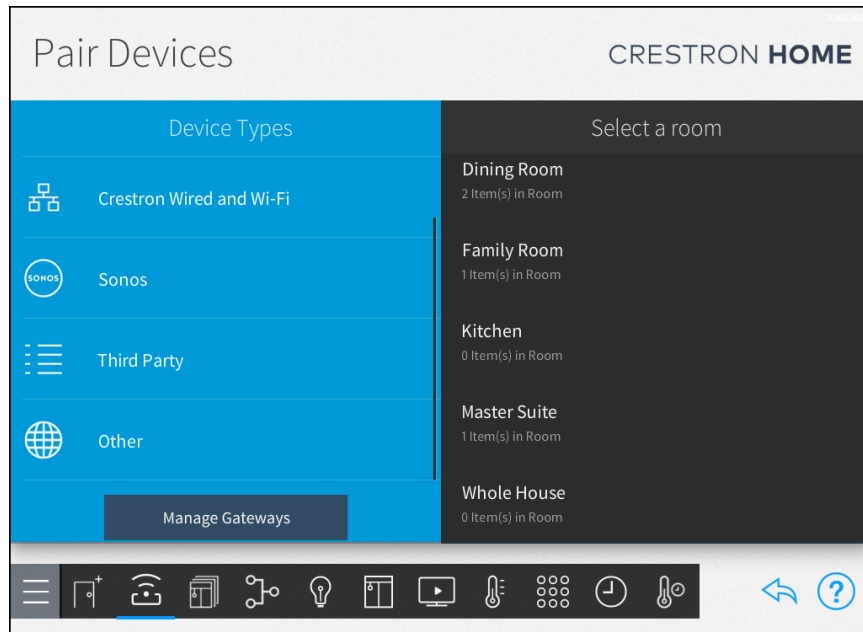 Pair Devices
CRESTRON HOME
Device Types
Crestron Wired and Wi-Fi
SONOS
Sonos
Third Party
Other
Manage Gateways
Select a room
Dining Room
2 Item(s) in Room
Family Room
1 Item(s) in Room
Kitchen
0 Item(s) in Room
Master Suite
1 Item(s) in Room
Whole House
0 Item(s) in Room
?